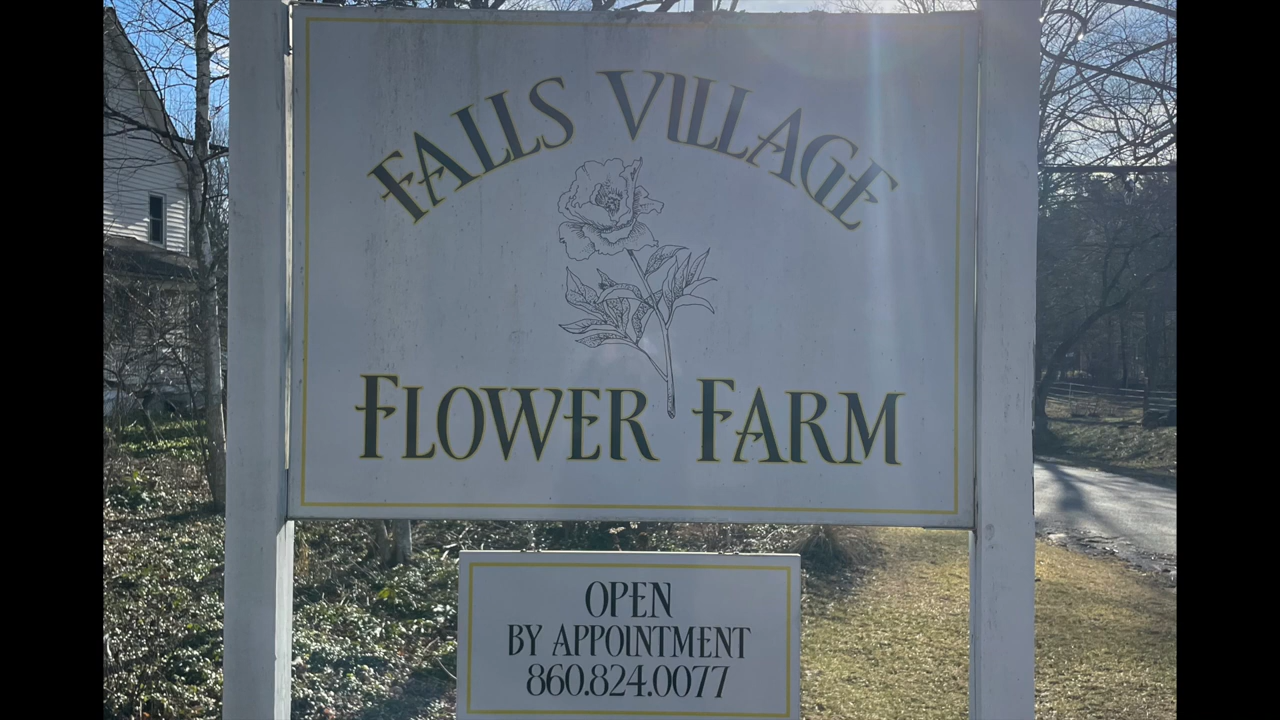 FALLS VILLAGE
FLOWER FARM
OPEN
BY APPOINTMENT
860.824.0077